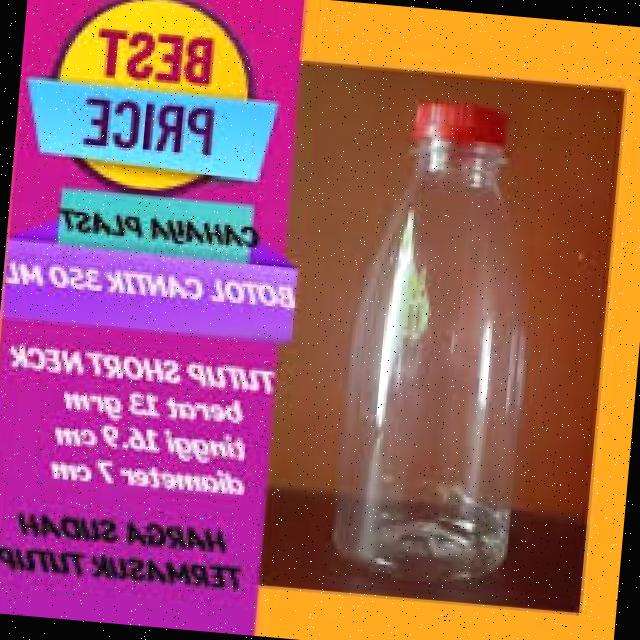 BEST
PRICE
CAHAYA PLAST
BOTOL CANTIK 350 ML
TUTUP SHORT NECK
berat 13 grm
tinggi 16.9 cm
diameter 7 cm
HARGA SUDAH
TERMASUK TUTUP